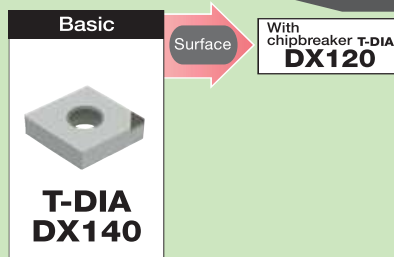 Basic
Surface
With
chipbreaker T-DIA
DX120
T-DIA
DX140